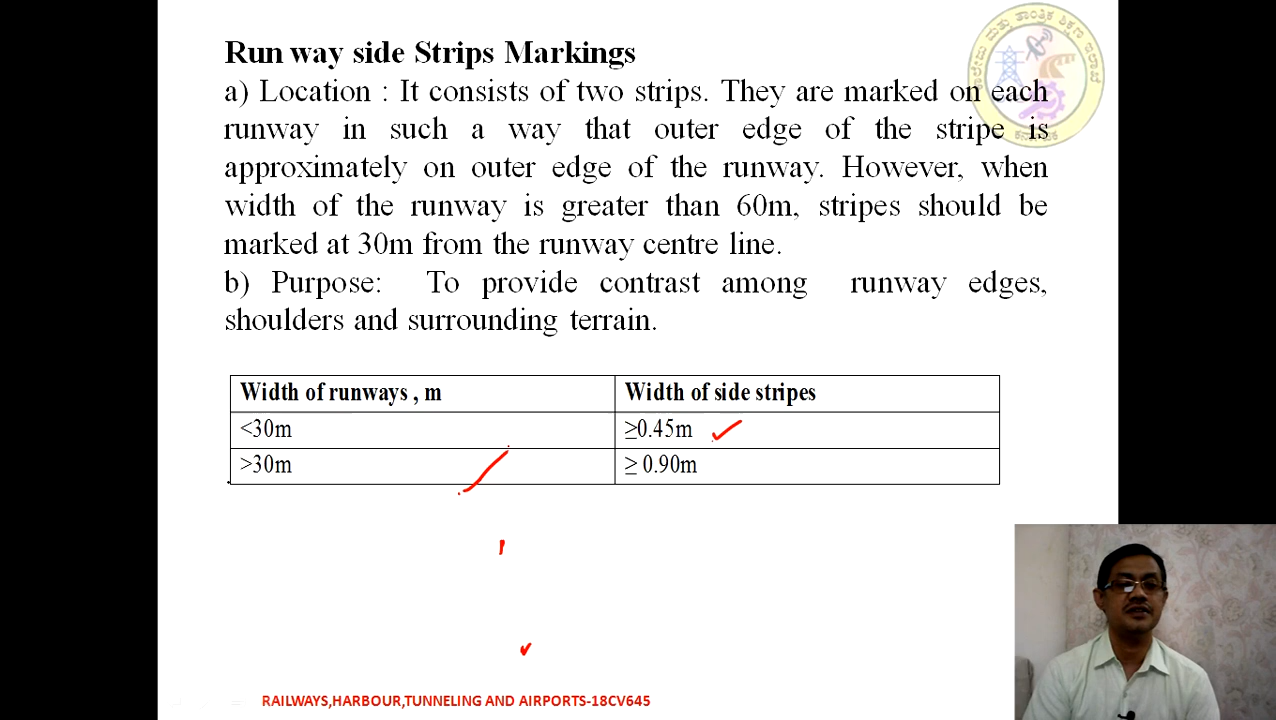 Run way side Strips Markings
a) Location : It consists of two strips. They are marked on each
runway in such a way that outer edge of the stripe is
approximately on outer edge of the runway. However, when
width of the runway is greater than 60m, stripes should be
marked at 30m from the runway centre line.
b) Purpose: To provide contrast among runway edges,
shoulders and surrounding terrain.
Width of runways , m Width of side stripes
<30m ≥0.45m
>30m ≥ 0.90m
RAILWAYS,HARBOUR,TUNNELING AND AIRPORTS-18CV645